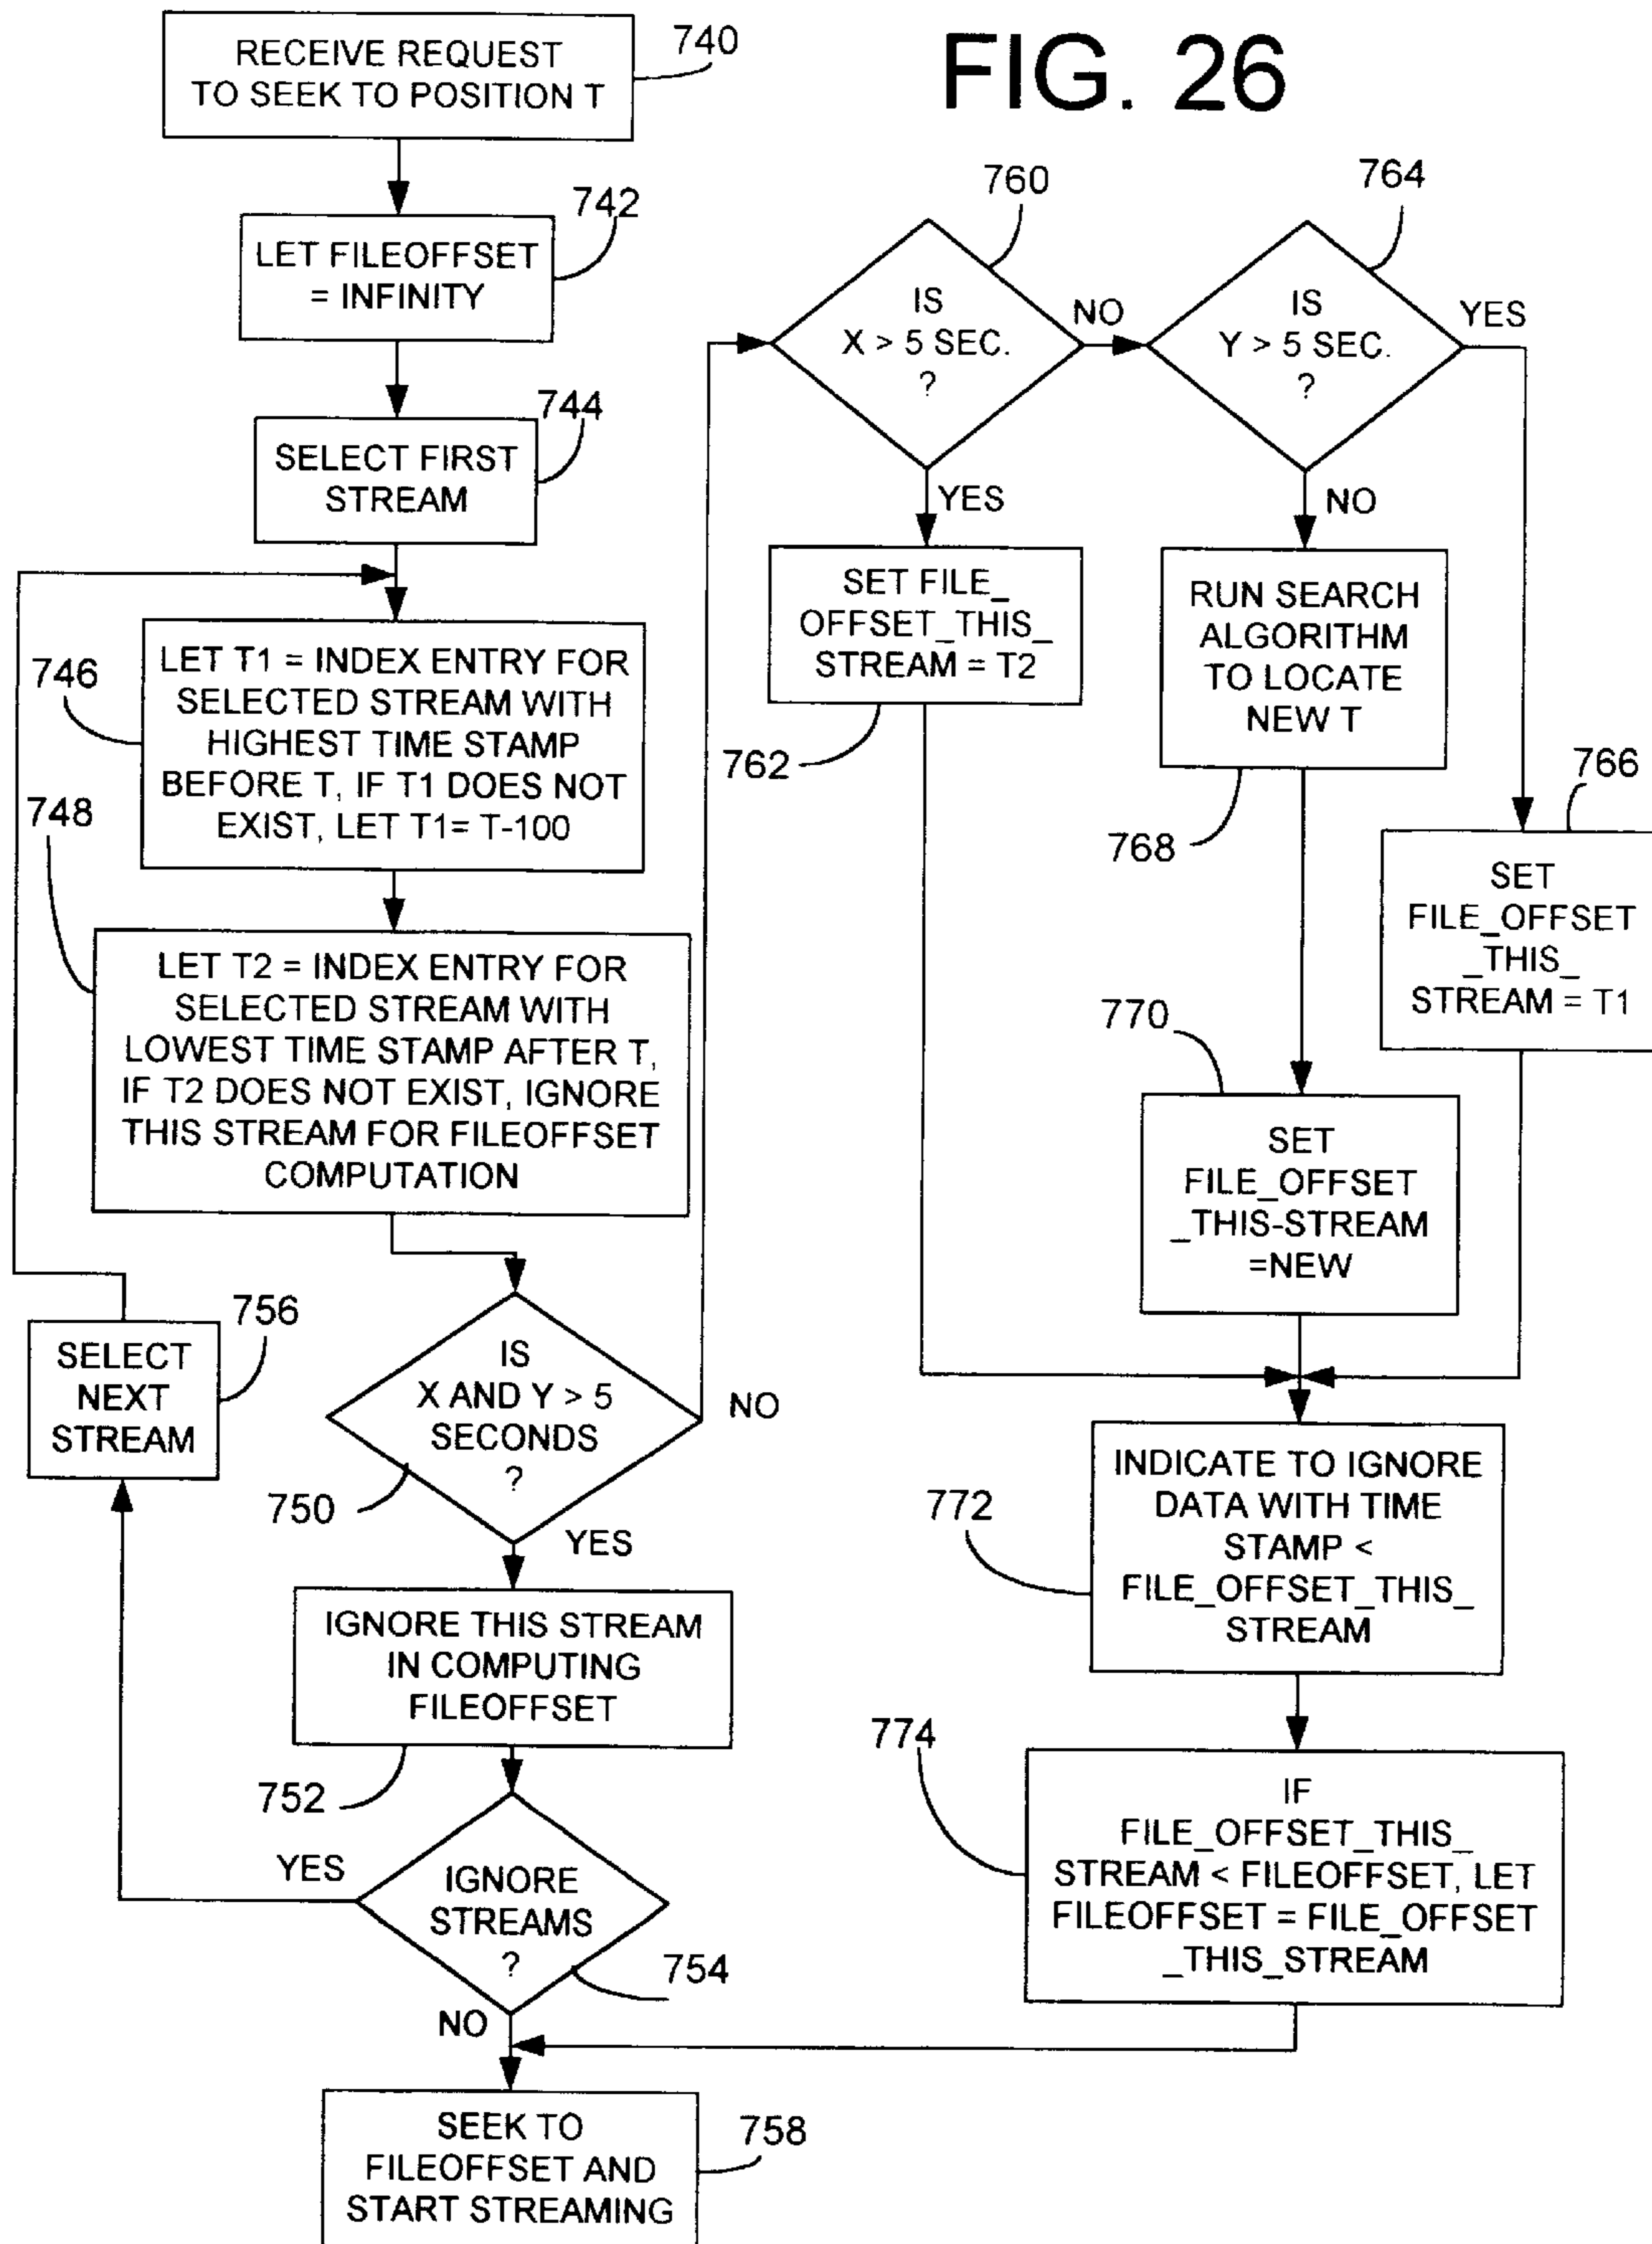 FIG. 26
RECEIVE REQUEST
TO SEEK TO POSITION T
740
LET FILEOFFSET
= INFINITY
742
SELECT FIRST
STREAM
744
LET T1 = INDEX ENTRY FOR
SELECTED STREAM WITH
HIGHEST TIME STAMP
BEFORE T, IF T1 DOES NOT
EXIST, LET T1= T-100
746
LET T2 = INDEX ENTRY FOR
SELECTED STREAM WITH
LOWEST TIME STAMP AFTER T,
IF T2 DOES NOT EXIST, IGNORE
THIS STREAM FOR FILEOFFSET
COMPUTATION
748
IS
X AND Y > 5
SECONDS
?
750
NO
YES
IGNORE THIS STREAM
IN COMPUTING
FILEOFFSET
752
IGNORE
STREAMS
?
754
YES
NO
SELECT
NEXT
STREAM
756
SEEK TO
FILEOFFSET AND
START STREAMING
758
IS
X > 5 SEC.
?
760
NO
YES
SET FILE_
OFFSET_THIS_
STREAM = T2
762
IS
Y > 5 SEC.
?
764
YES
NO
SET
FILE_OFFSET
_THIS_
STREAM = T1
766
RUN SEARCH
ALGORITHM
TO LOCATE
NEW T
768
SET
FILE_OFFSET
_THIS-STREAM
=NEW
770
INDICATE TO IGNORE
DATA WITH TIME
STAMP <
FILE_OFFSET_THIS_
STREAM
772
IF
FILE_OFFSET_THIS_
STREAM < FILEOFFSET, LET
FILEOFFSET = FILE_OFFSET
_THIS_STREAM
774